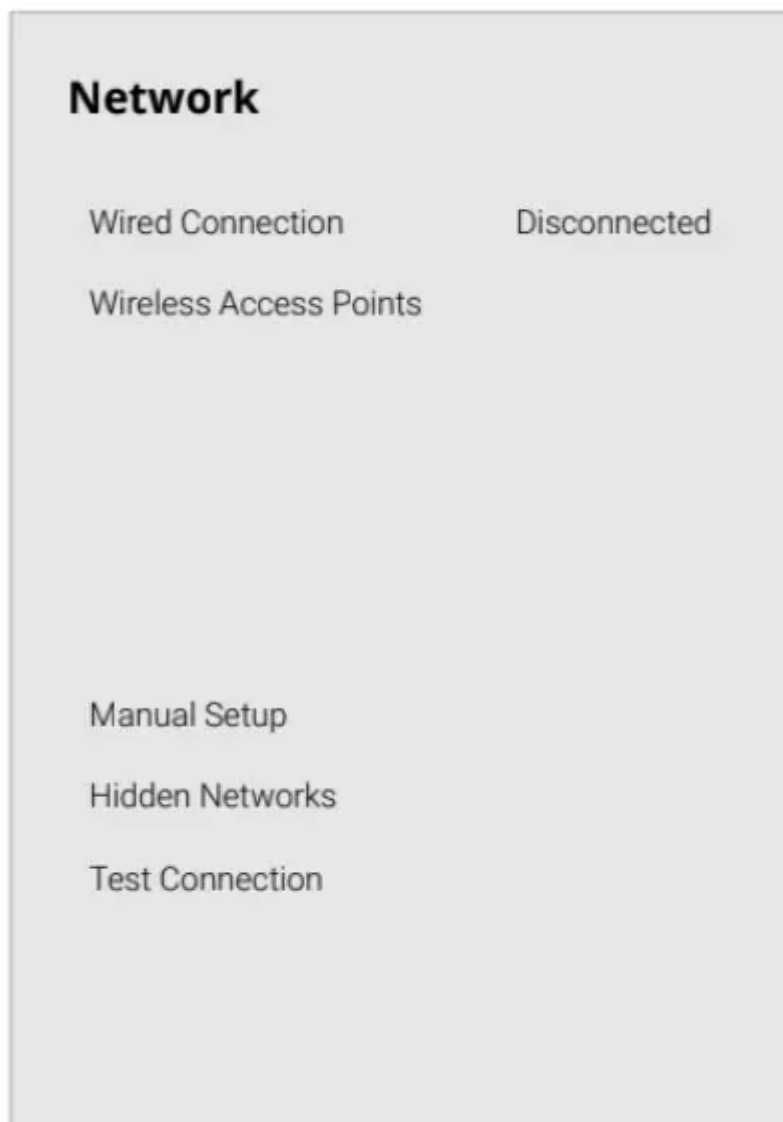 Network
Wired Connection Disconnected
Wireless Access Points
Manual Setup
Hidden Networks
Test Connection